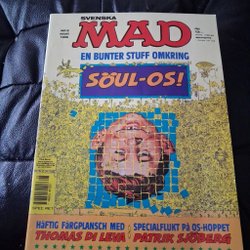 SVENSKA
MAD
EN BUNTER STUFF OMKRING
SÖUL-OS!
HÄFTIG FÄRGPLANSCH MED
THOMAS DI LEVA
SPECIALFLUKT PÅ OS-HOPPET
PATRIK SJÖBERG